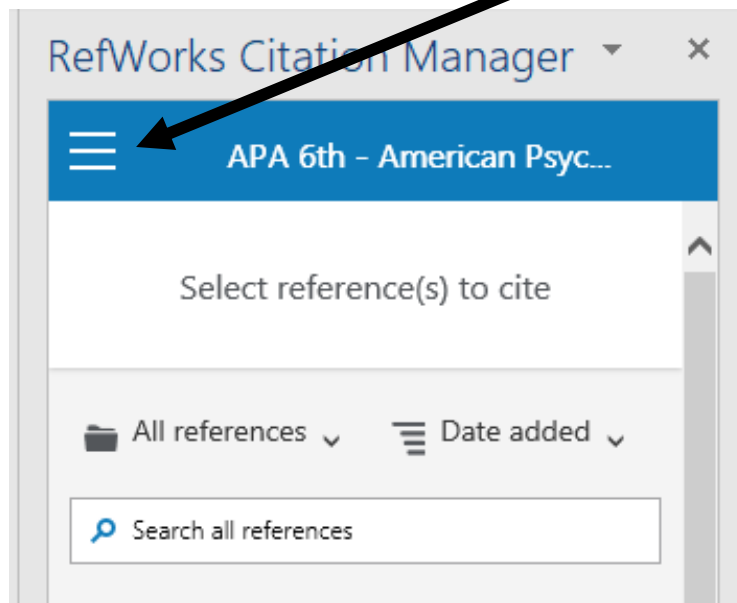 RefWorks Citation Manager
APA 6th - American Psyc...
Select reference(s) to cite
All references Date added
Search all references